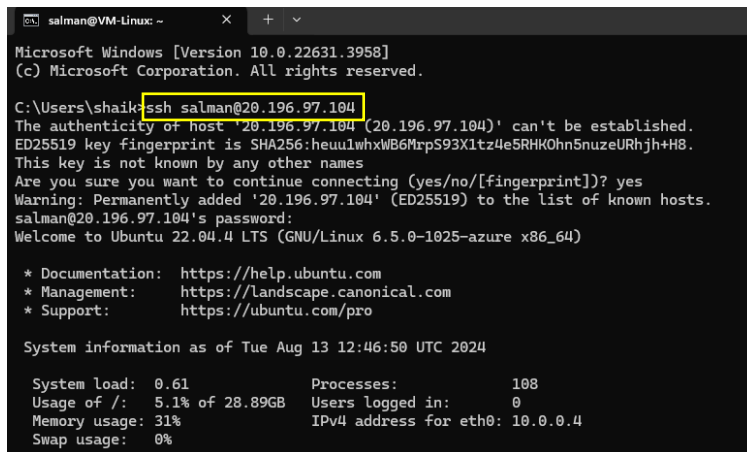 salman@VM-Linux: ~
Microsoft Windows [Version 10.0.22631.3958]
(c) Microsoft Corporation. All rights reserved.
C:\Users\shaik>ssh salman@20.196.97.104
The authenticity of host '20.196.97.104 (20.196.97.104)' can't be established.
ED25519 key fingerprint is SHA256:heuu1whxWB6MrpS93X1tz4e5RHKOhn5nuzeURhjh+H8.
This key is not known by any other names
Are you sure you want to continue connecting (yes/no/[fingerprint])? yes
Warning: Permanently added '20.196.97.104' (ED25519) to the list of known hosts.
salman@20.196.97.104's password:
Welcome to Ubuntu 22.04.4 LTS (GNU/Linux 6.5.0-1025-azure x86_64)
* Documentation: https://help.ubuntu.com
* Management: https://landscape.canonical.com
* Support: https://ubuntu.com/pro
System information as of Tue Aug 13 12:46:50 UTC 2024
System load: 0.61 Processes: 108
Usage of /: 5.1% of 28.89GB Users logged in: 0
Memory usage: 31% IPv4 address for eth0: 10.0.0.4
Swap usage: 0%